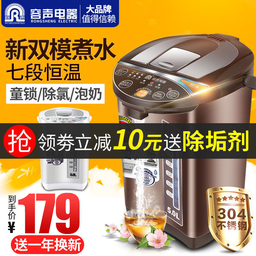 容声电器
RONGSHENG ELECTRIC
大品牌
值得信赖
新双模煮水
七段恒温
童锁/除氯/泡奶
抢 领券立减10元送除垢剂
到手价
¥179
送一年换新
5.0L
304
不锈钢